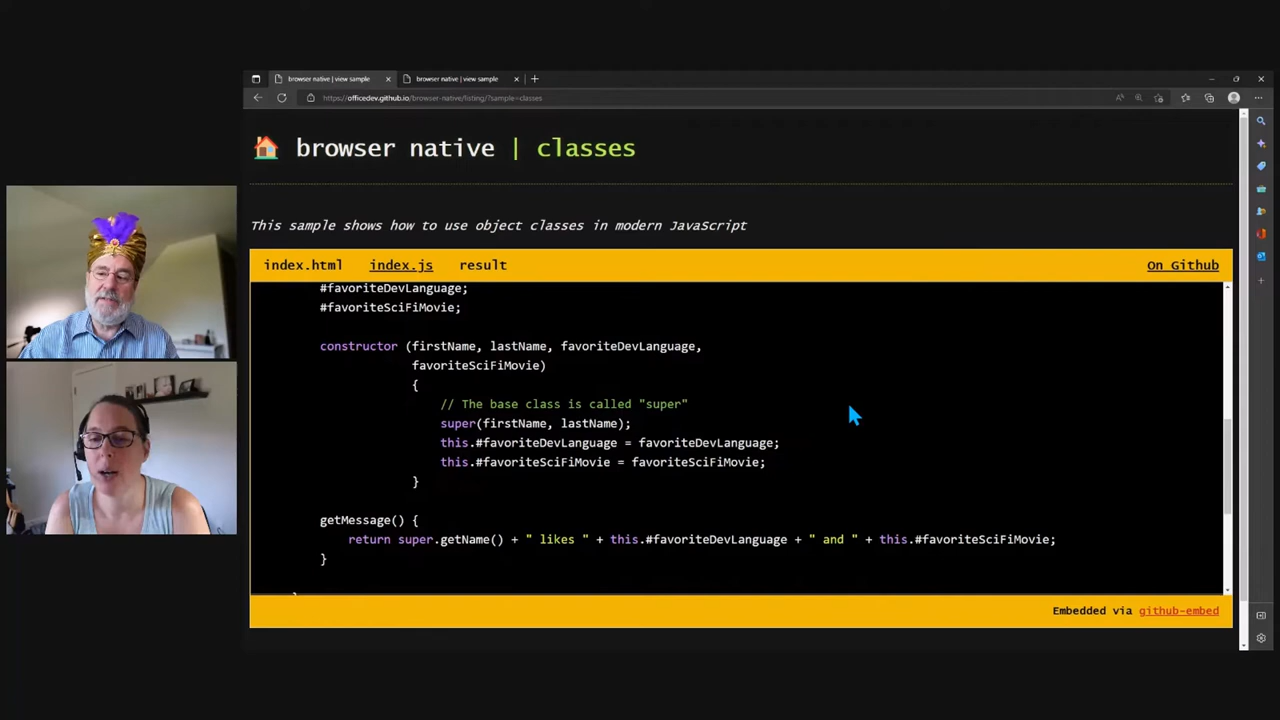 browser native | view sample
browser native | view sample
https://officedev.github.io/browser-native/listing/?sample=classes
browser native | classes
This sample shows how to use object classes in modern JavaScript
index.html index.js result On Github
#favoriteDevLanguage;
#favoriteSciFiMovie;
constructor (firstName, lastName, favoriteDevLanguage,
favoriteSciFiMovie)
{
// The base class is called "super"
super(firstName, lastName);
this.#favoriteDevLanguage = favoriteDevLanguage;
this.#favoriteSciFiMovie = favoriteSciFiMovie;
}
getMessage() {
return super.getName() + " likes " + this.#favoriteDevLanguage + " and " + this.#favoriteSciFiMovie;
}
Embedded via github-embed